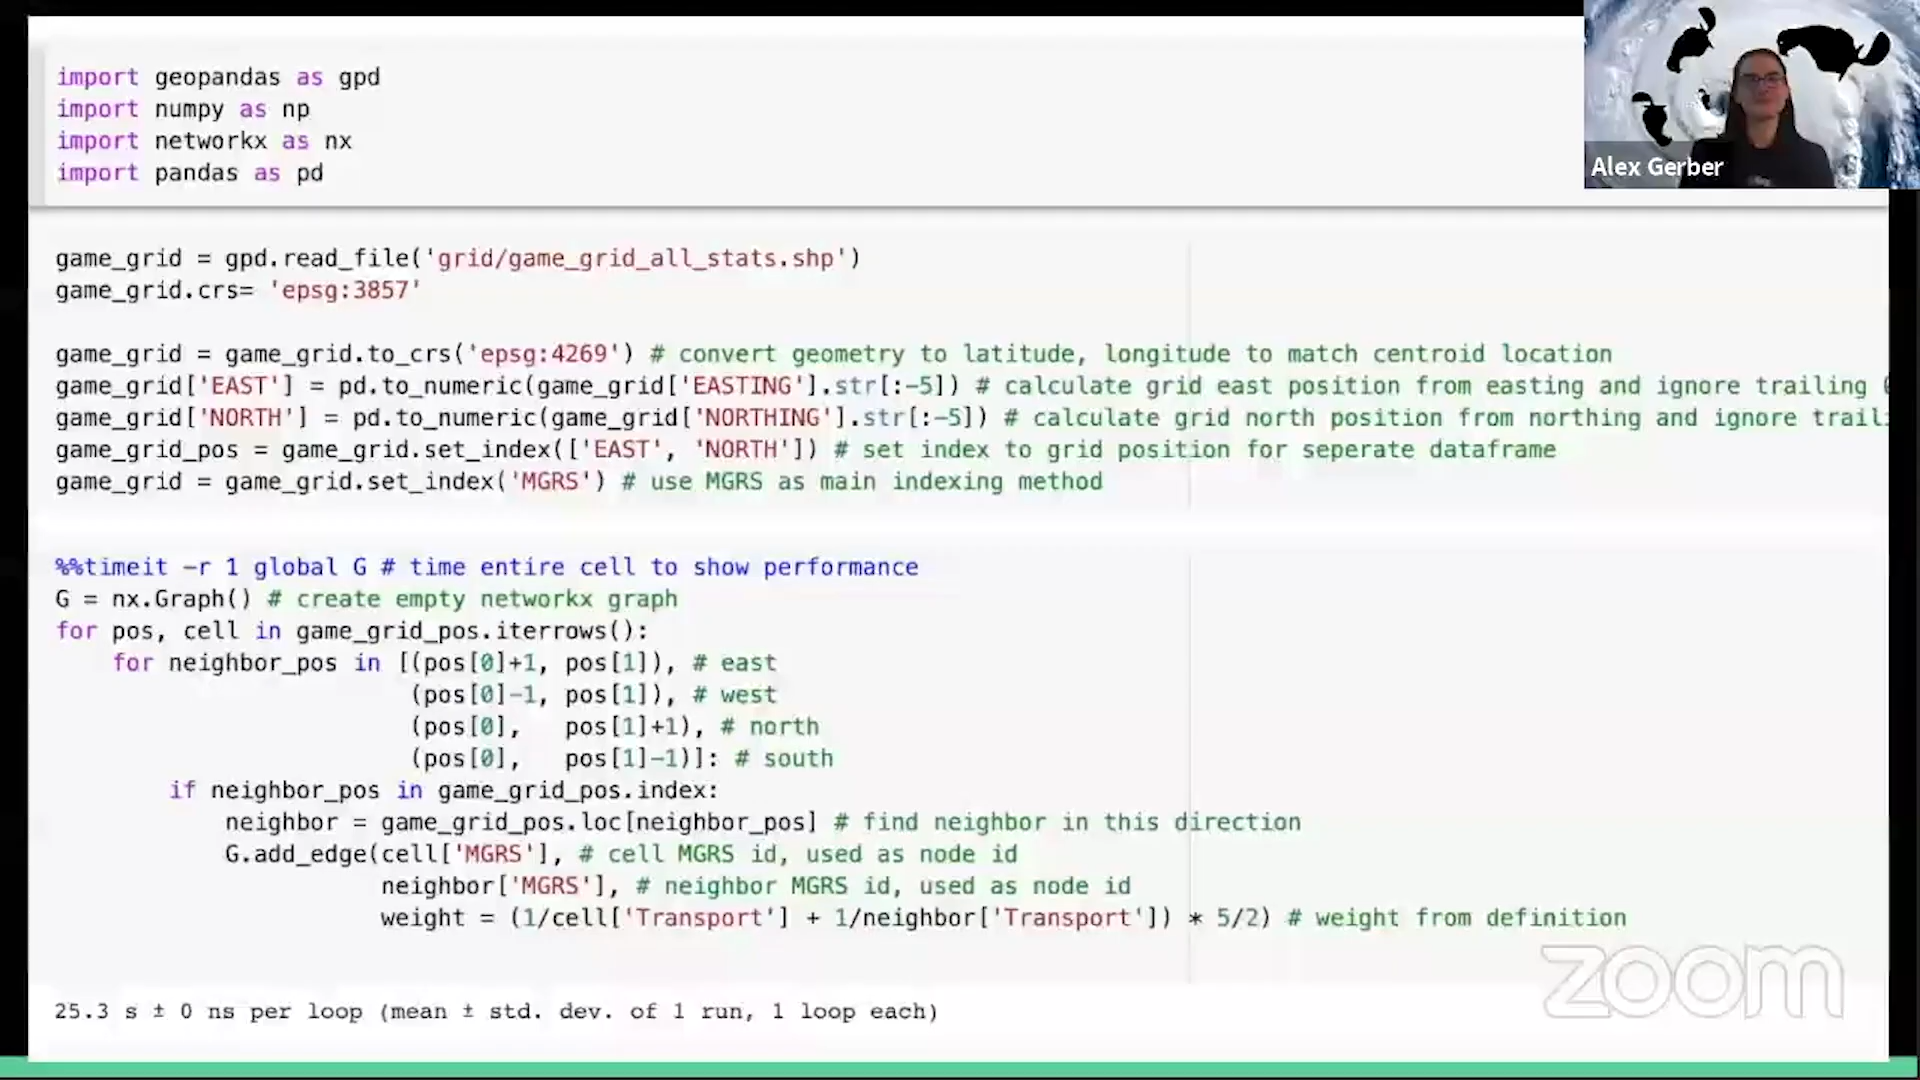 import geopandas as gpd
import numpy as np
import networkx as nx
import pandas as pd
Alex Gerber
game_grid = gpd.read_file('grid/game_grid_all_stats.shp')
game_grid.crs= 'epsg:3857'
game_grid = game_grid.to_crs('epsg:4269') # convert geometry to latitude, longitude to match centroid location
game_grid['EAST'] = pd.to_numeric(game_grid['EASTING'].str[:-5]) # calculate grid east position from easting and ignore trailing
game_grid['NORTH'] = pd.to_numeric(game_grid['NORTHING'].str[:-5]) # calculate grid north position from northing and ignore trail
game_grid_pos = game_grid.set_index(['EAST', 'NORTH']) # set index to grid position for seperate dataframe
game_grid = game_grid.set_index('MGRS') # use MGRS as main indexing method
%%timeit -r 1 global G # time entire cell to show performance
G = nx.Graph() # create empty networkx graph
for pos, cell in game_grid_pos.iterrows():
for neighbor_pos in [(pos[0]+1, pos[1]), # east
(pos[0]-1, pos[1]), # west
(pos[0],   pos[1]+1), # north
(pos[0],   pos[1]-1)]: # south
if neighbor_pos in game_grid_pos.index:
neighbor = game_grid_pos.loc[neighbor_pos] # find neighbor in this direction
G.add_edge(cell['MGRS'], # cell MGRS id, used as node id
neighbor['MGRS'], # neighbor MGRS id, used as node id
weight = (1/cell['Transport'] + 1/neighbor['Transport']) * 5/2) # weight from definition
25.3 s ± 0 ns per loop (mean ± std. dev. of 1 run, 1 loop each)
zoom